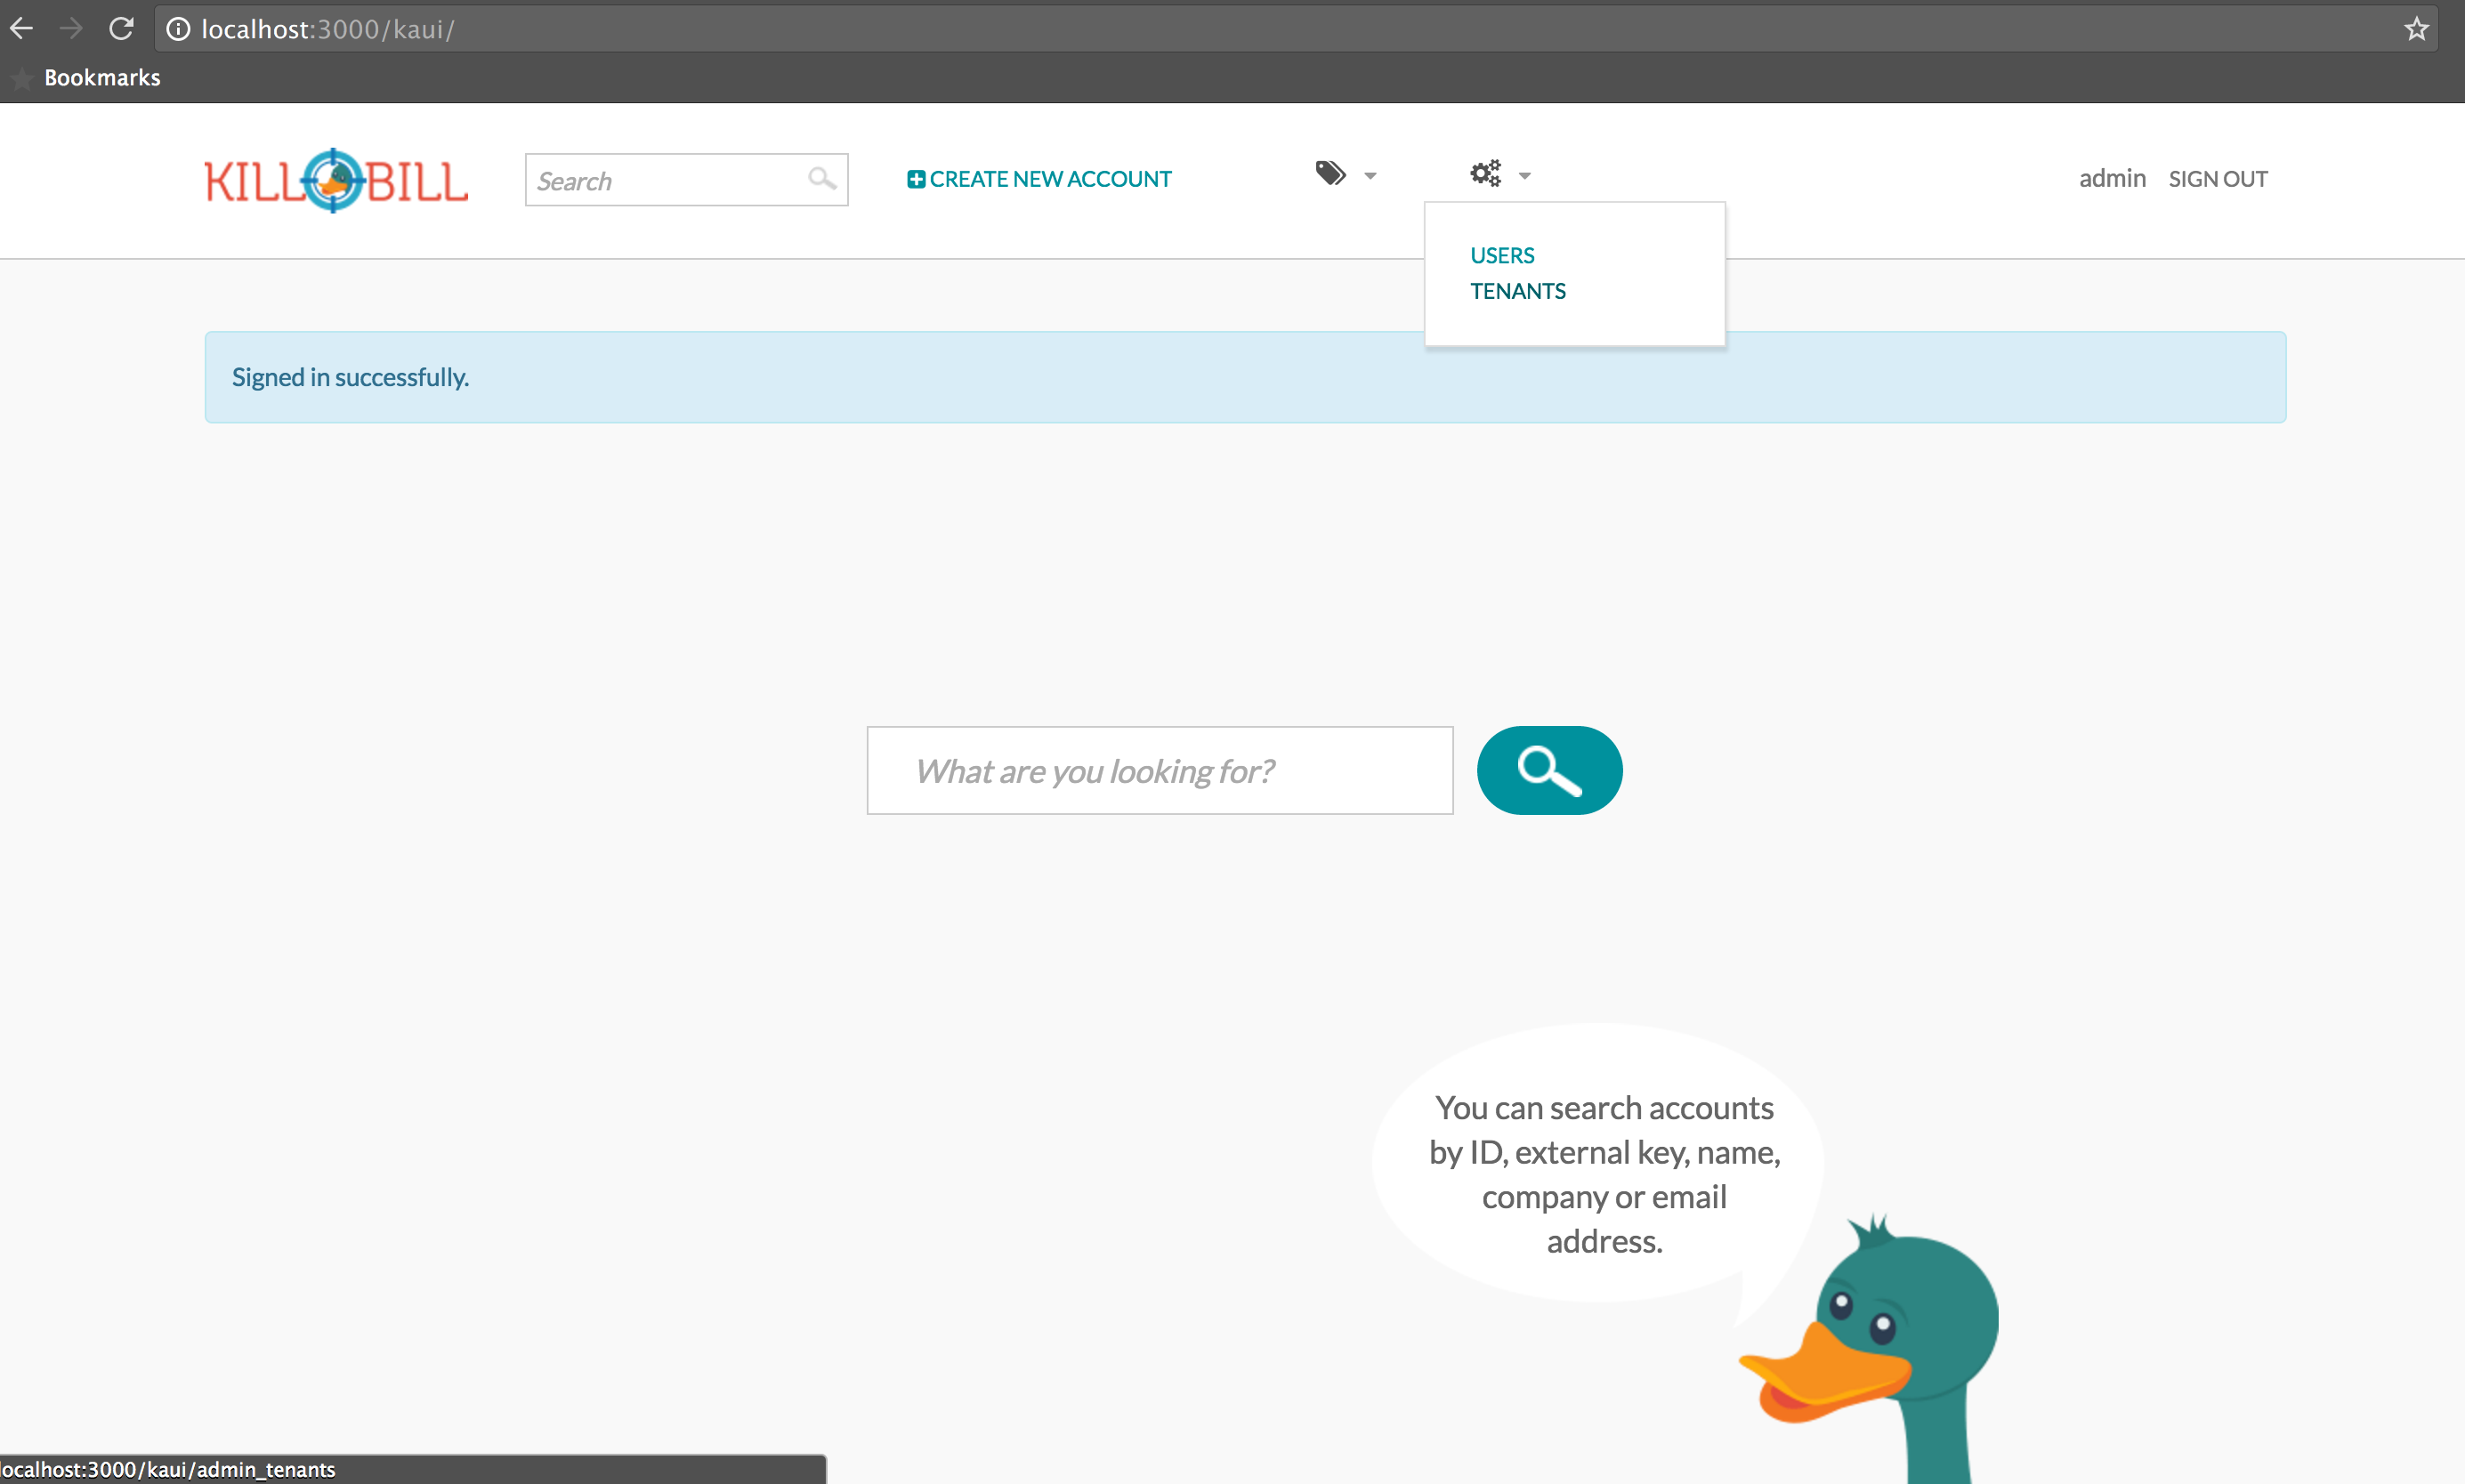 localhost:3000/kaui/
Bookmarks
KILL BILL
Search
CREATE NEW ACCOUNT
admin
SIGN OUT
USERS
TENANTS
Signed in successfully.
What are you looking for?
You can search accounts
by ID, external key, name,
company or email
address.
localhost:3000/kaui/admin_tenants